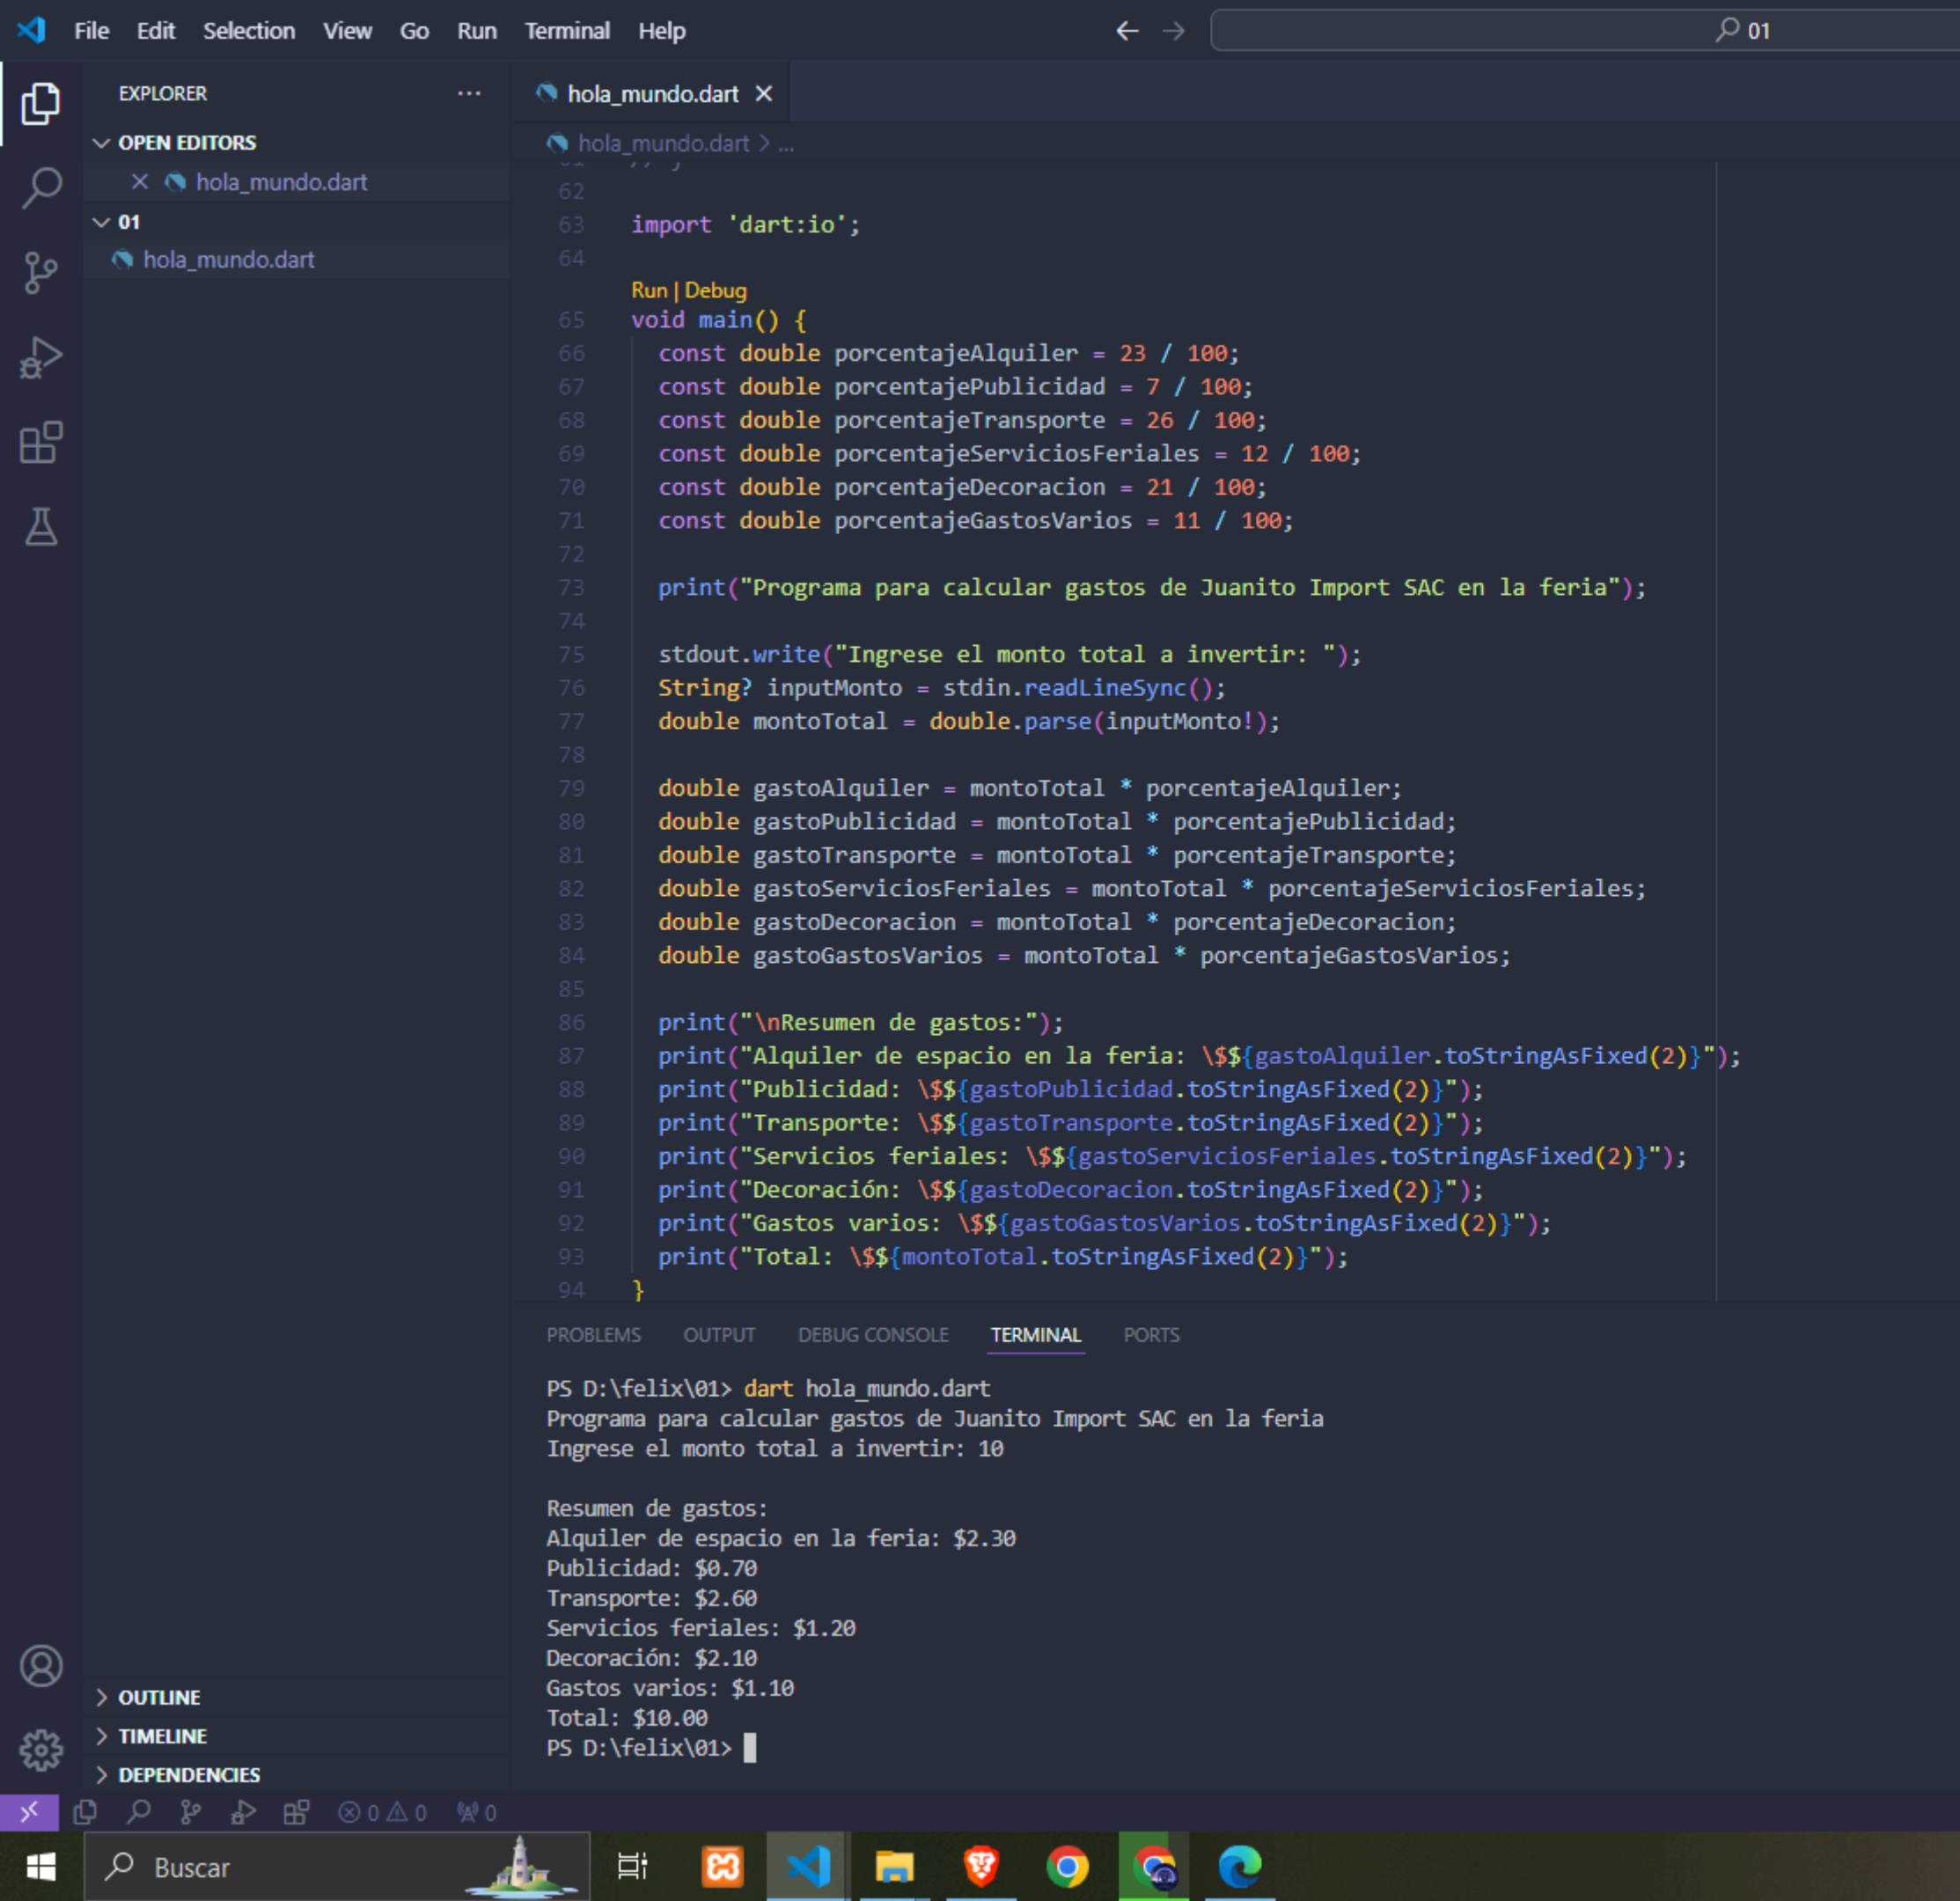 File Edit Selection View Go Run Terminal Help
01
EXPLORER
OPEN EDITORS
hola_mundo.dart
01
hola_mundo.dart
OUTLINE
TIMELINE
DEPENDENCIES
hola_mundo.dart
hola_mundo.dart > ...
62
63 import 'dart:io';
64
Run | Debug
65 void main() {
66 const double porcentajeAlquiler = 23 / 100;
67 const double porcentajePublicidad = 7 / 100;
68 const double porcentajeTransporte = 26 / 100;
69 const double porcentajeServiciosFeriales = 12 / 100;
70 const double porcentajeDecoracion = 21 / 100;
71 const double porcentajeGastosVarios = 11 / 100;
72
73 print("Programa para calcular gastos de Juanito Import SAC en la feria");
74
75 stdout.write("Ingrese el monto total a invertir: ");
76 String? inputMonto = stdin.readLineSync();
77 double montoTotal = double.parse(inputMonto!);
78
79 double gastoAlquiler = montoTotal * porcentajeAlquiler;
80 double gastoPublicidad = montoTotal * porcentajePublicidad;
81 double gastoTransporte = montoTotal * porcentajeTransporte;
82 double gastoServiciosFeriales = montoTotal * porcentajeServiciosFeriales;
83 double gastoDecoracion = montoTotal * porcentajeDecoracion;
84 double gastoGastosVarios = montoTotal * porcentajeGastosVarios;
85
86 print("\nResumen de gastos:");
87 print("Alquiler de espacio en la feria: \$${gastoAlquiler.toStringAsFixed(2)}");
88 print("Publicidad: \$${gastoPublicidad.toStringAsFixed(2)}");
89 print("Transporte: \$${gastoTransporte.toStringAsFixed(2)}");
90 print("Servicios feriales: \$${gastoServiciosFeriales.toStringAsFixed(2)}");
91 print("Decoración: \$${gastoDecoracion.toStringAsFixed(2)}");
92 print("Gastos varios: \$${gastoGastosVarios.toStringAsFixed(2)}");
93 print("Total: \$${montoTotal.toStringAsFixed(2)}");
94 }
PROBLEMS OUTPUT DEBUG CONSOLE TERMINAL PORTS
PS D:\felix\01> dart hola_mundo.dart
Programa para calcular gastos de Juanito Import SAC en la feria
Ingrese el monto total a invertir: 10
Resumen de gastos:
Alquiler de espacio en la feria: $2.30
Publicidad: $0.70
Transporte: $2.60
Servicios feriales: $1.20
Decoración: $2.10
Gastos varios: $1.10
Total: $10.00
PS D:\felix\01>
0 0 0
Buscar